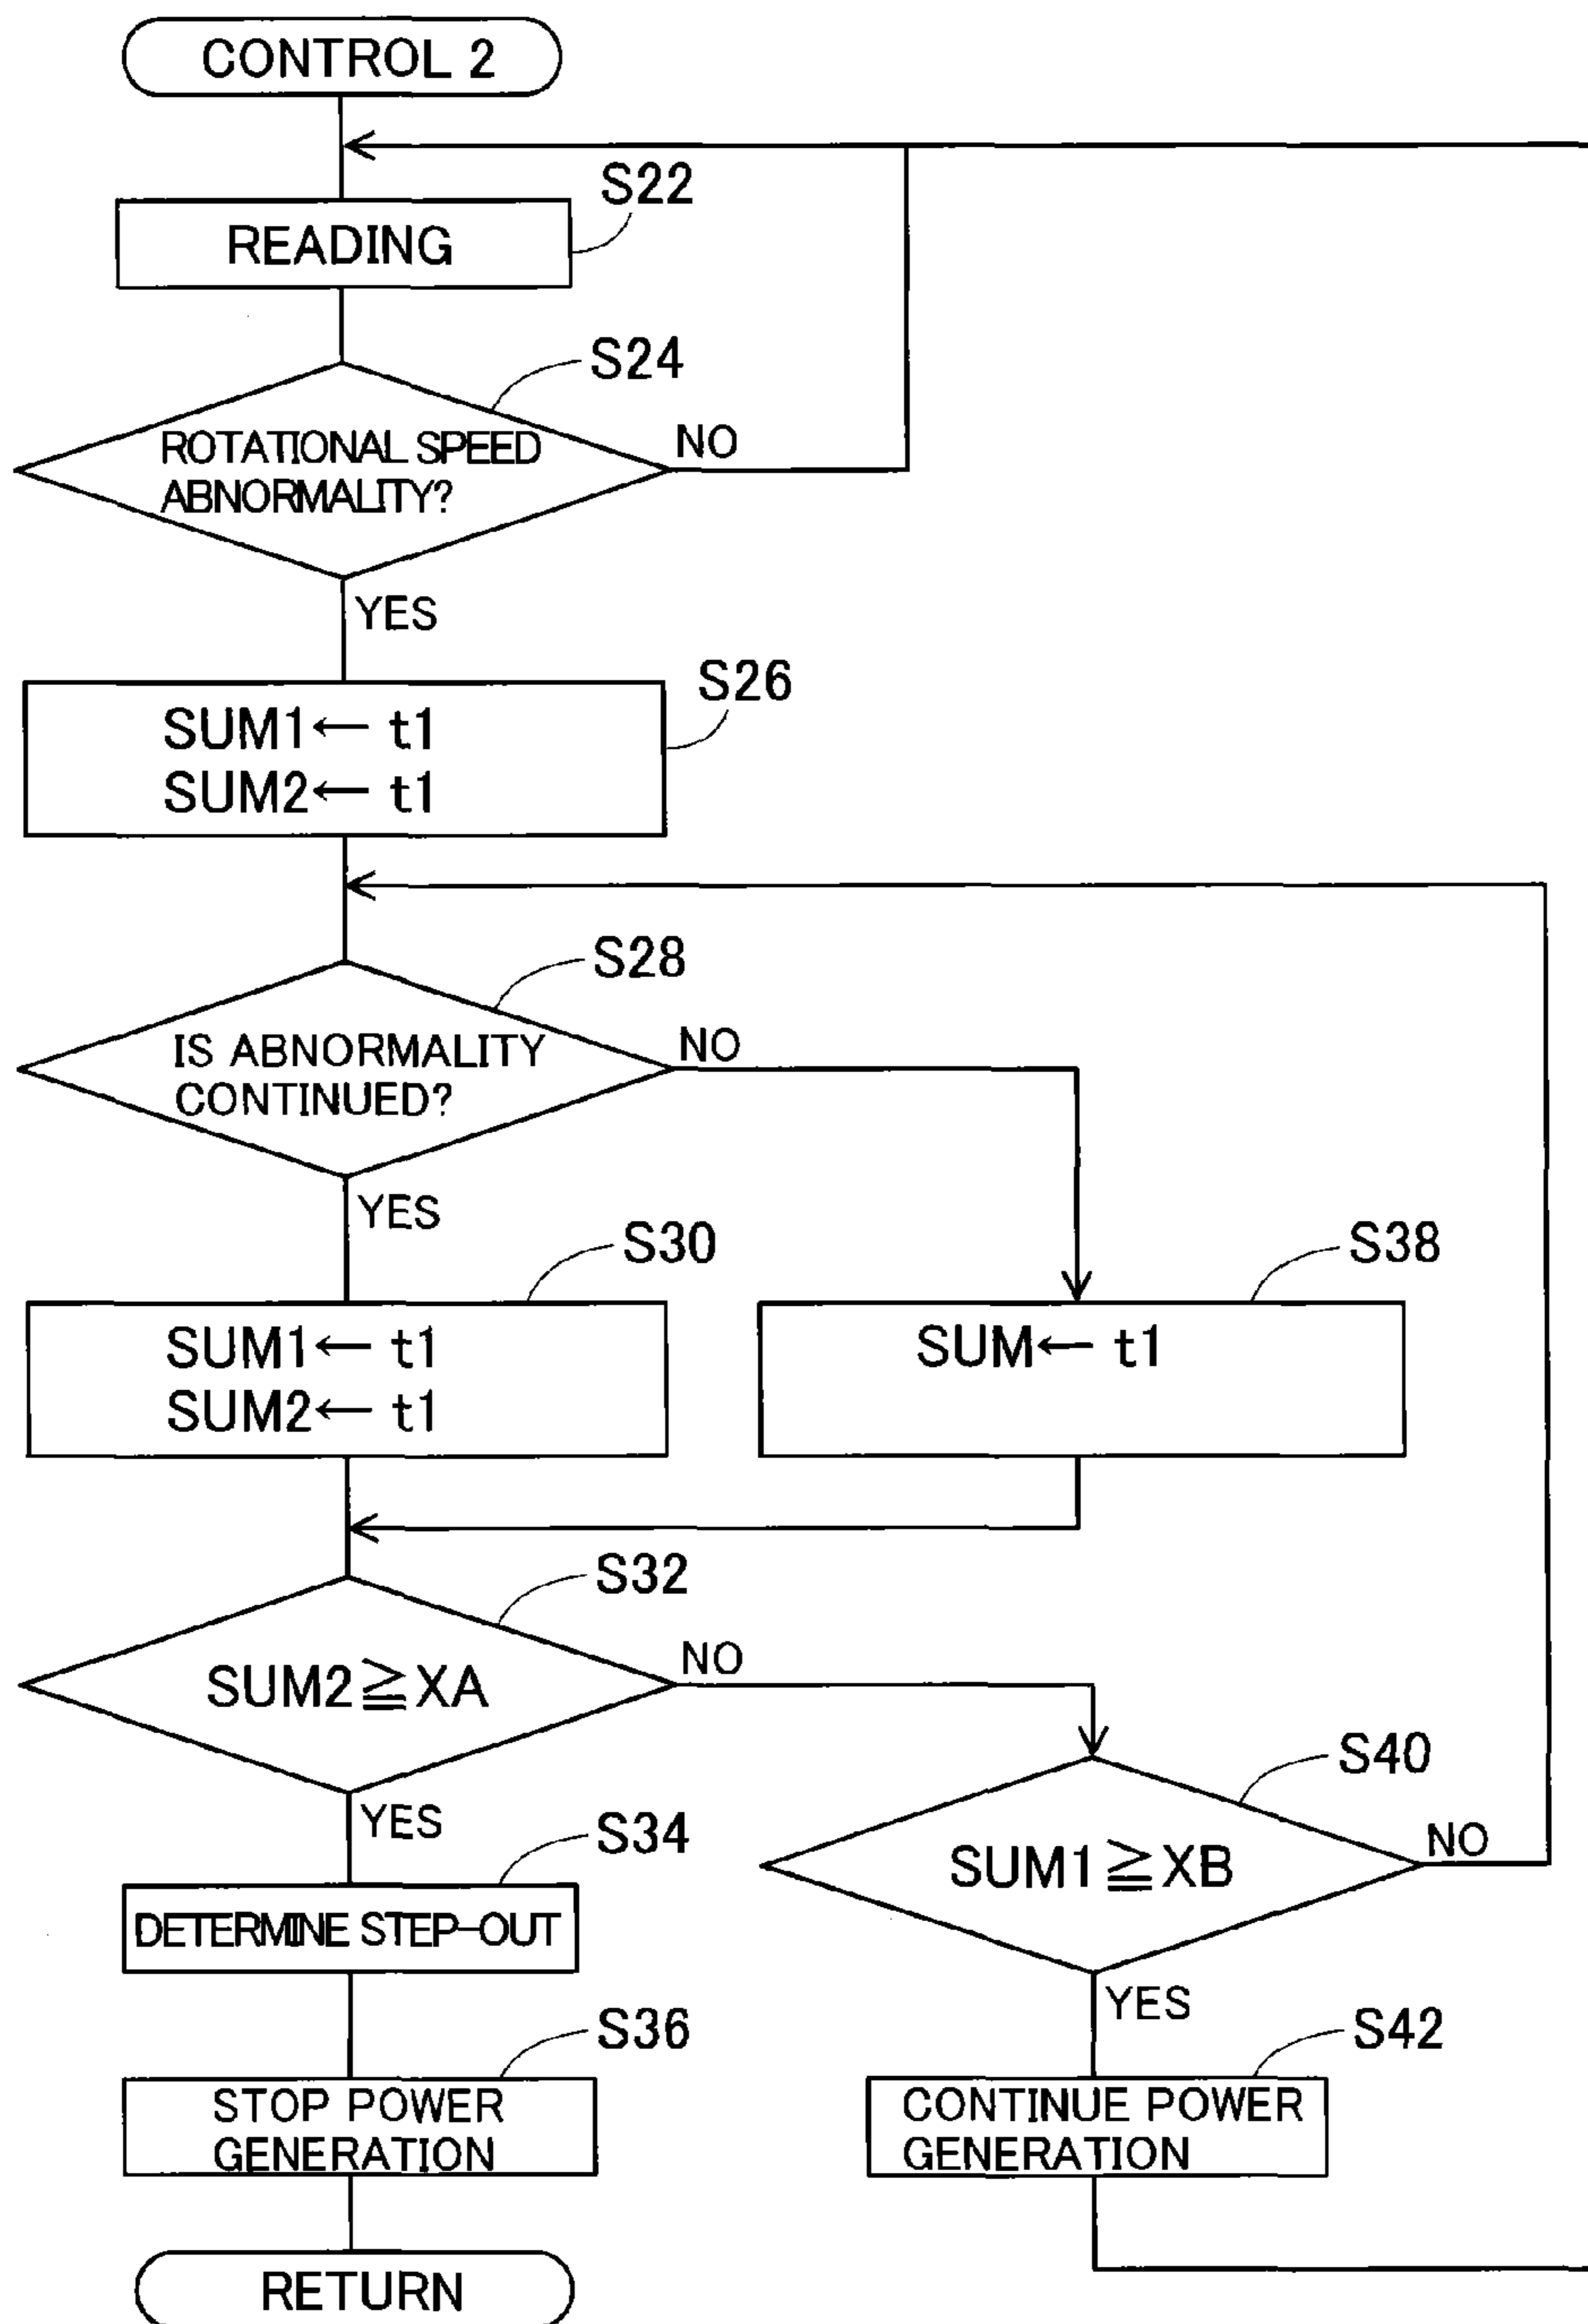 CONTROL 2
S22
READING
S24
ROTATIONAL SPEED
ABNORMALITY?
NO
YES
S26
SUM1← t1
SUM2← t1
S28
IS ABNORMALITY
CONTINUED?
NO
YES
S30
SUM1← t1
SUM2← t1
S38
SUM← t1
S32
SUM2≧XA
NO
YES
S40
SUM1≧XB
NO
YES
S34
DETERMINE STEP-OUT
S36
STOP POWER
GENERATION
S42
CONTINUE POWER
GENERATION
RETURN